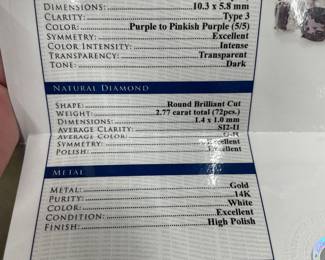 DIMENSIONS: 10.3 x 5.8 mm
CLARITY: Type 3
COLOR: Purple to Pinkish Purple (5/5)
SYMMETRY: Excellent
COLOR INTENSITY: Intense
TRANSPARENCY: Transparent
TONE: Dark
NATURAL DIAMOND
SHAPE: Round Brilliant Cut
WEIGHT: 2.77 carat total (72pcs.)
DIMENSIONS: 1.4 x 1.0 mm
AVERAGE CLARITY: SI2-I1
AVERAGE COLOR: G-H
SYMMETRY: Excellent
POLISH: Excellent
METAL
METAL: Gold
PURITY: 14K
COLOR: White
CONDITION: Excellent
FINISH: High Polish